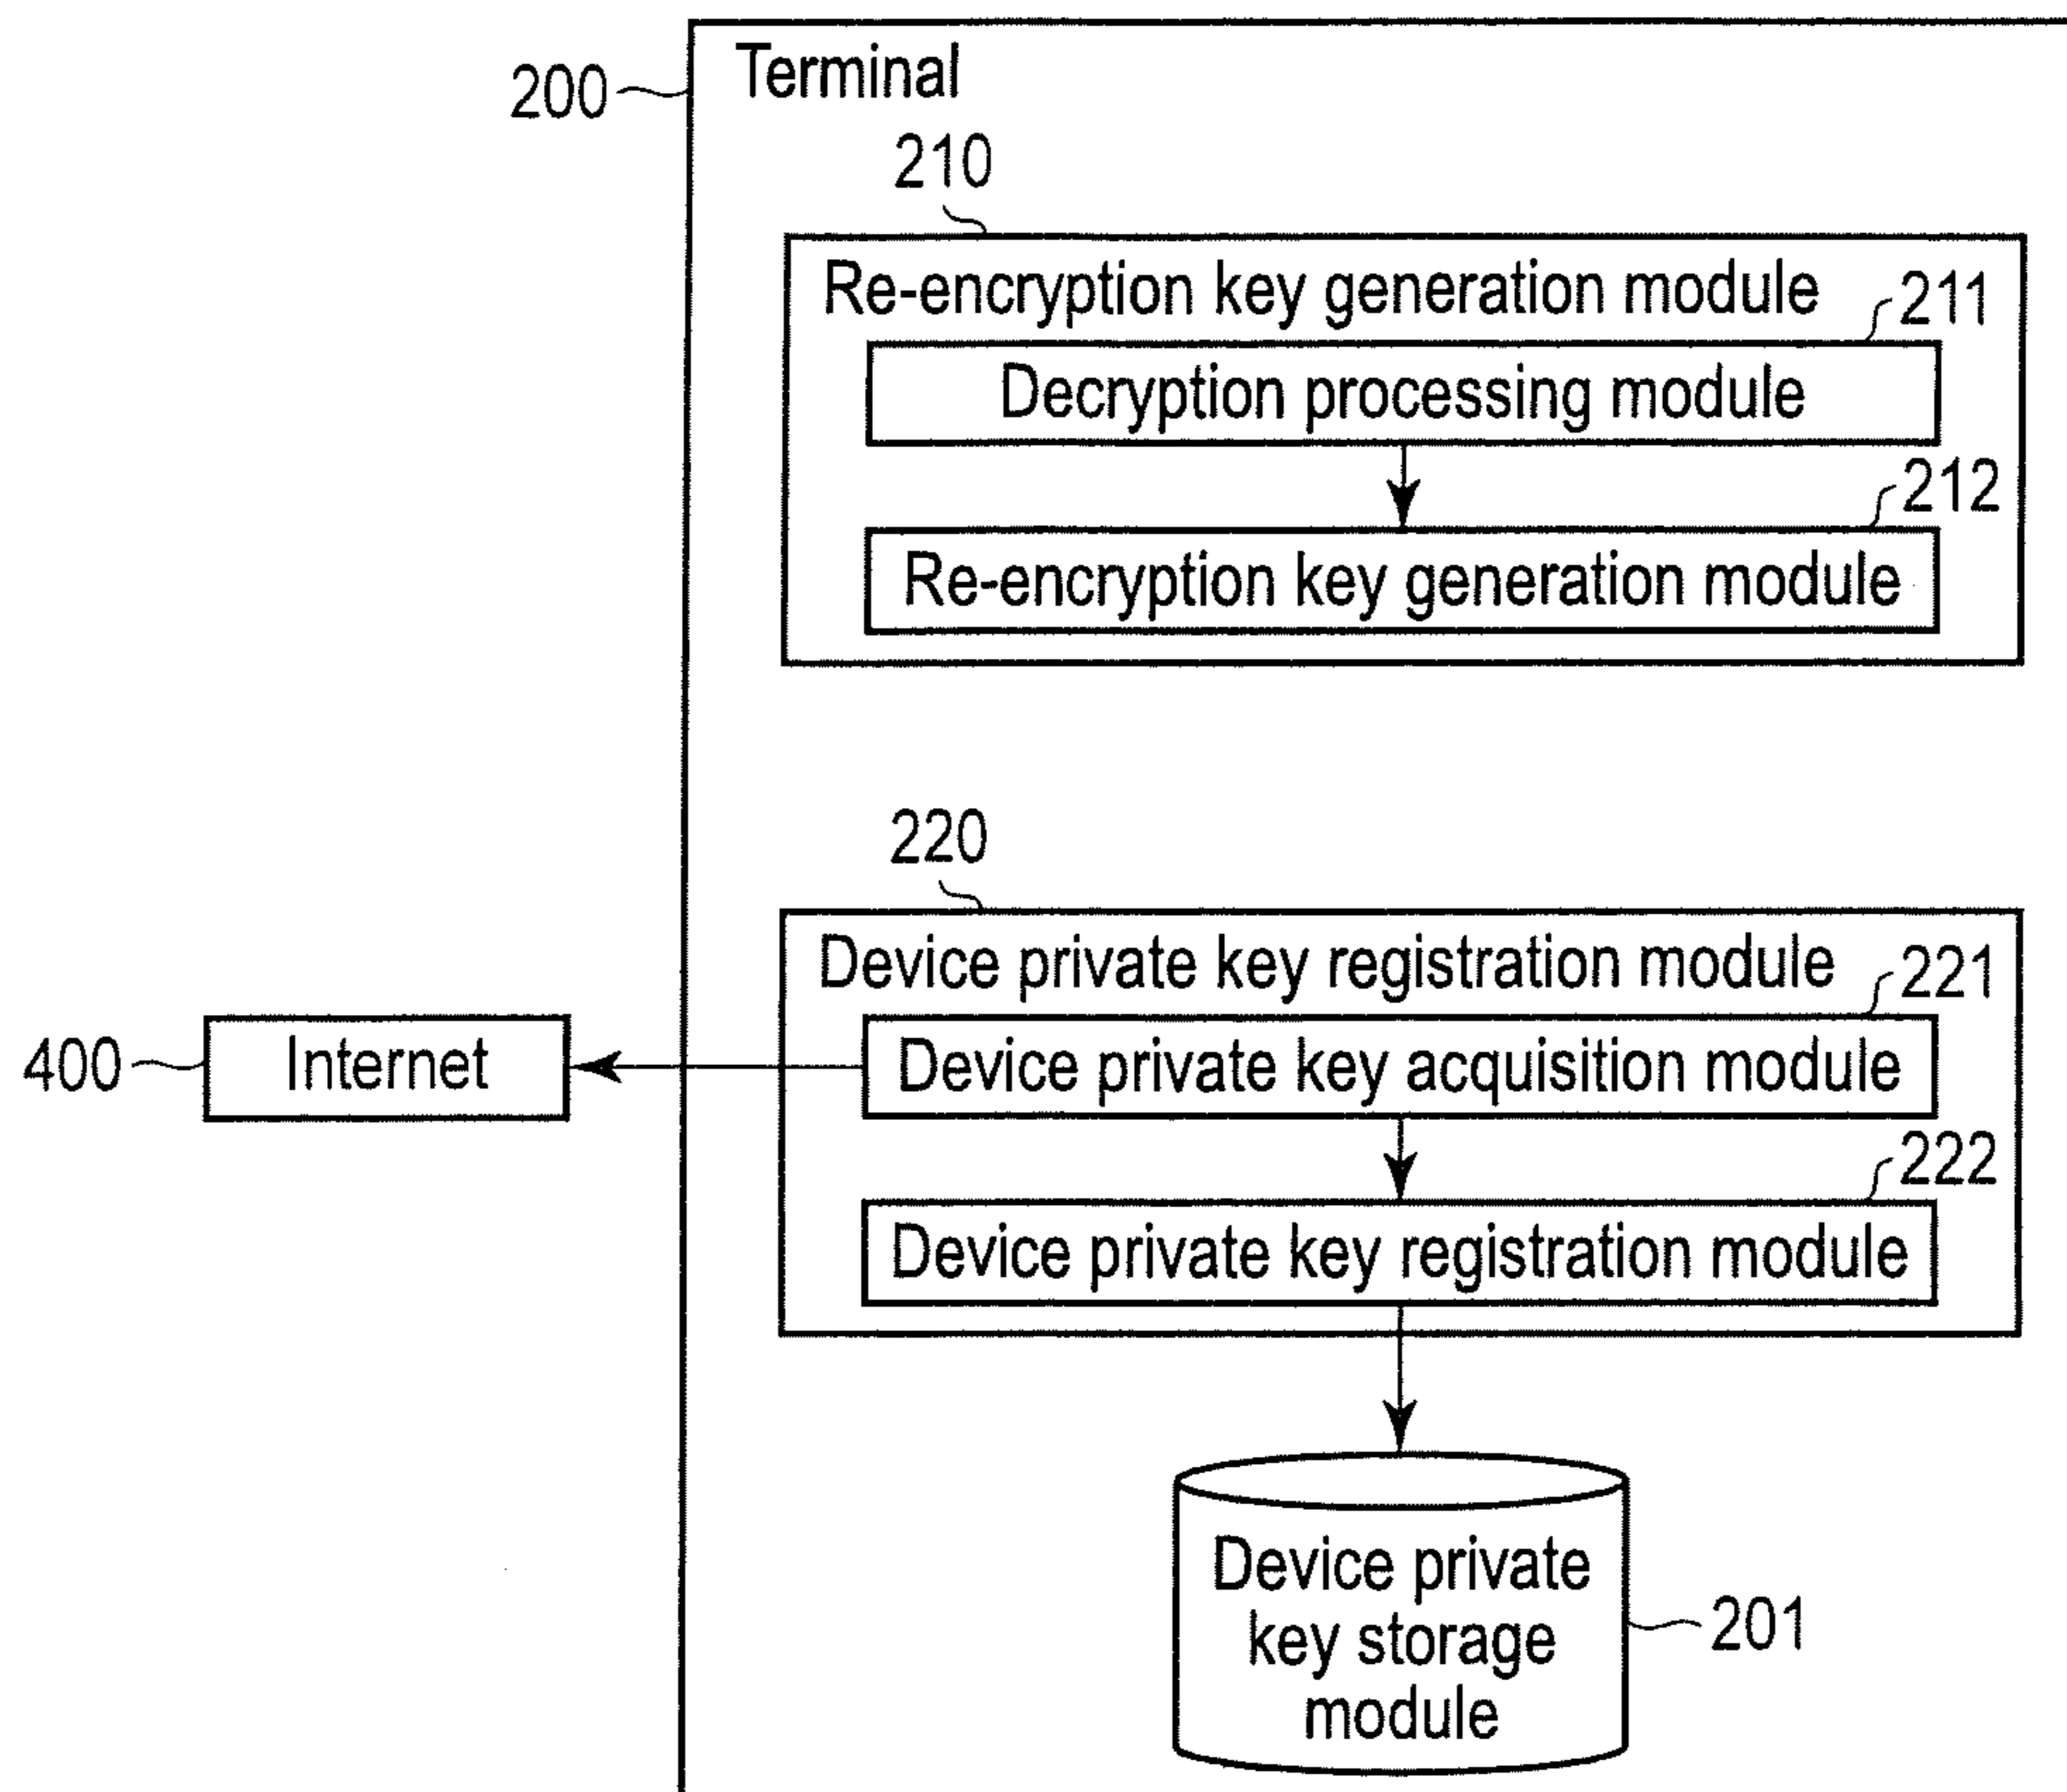 Terminal
200
210
Re-encryption key generation module
211
Decryption processing module
212
Re-encryption key generation module
220
Device private key registration module
221
400
Internet
Device private key acquisition module
222
Device private key registration module
Device private
key storage
module
201